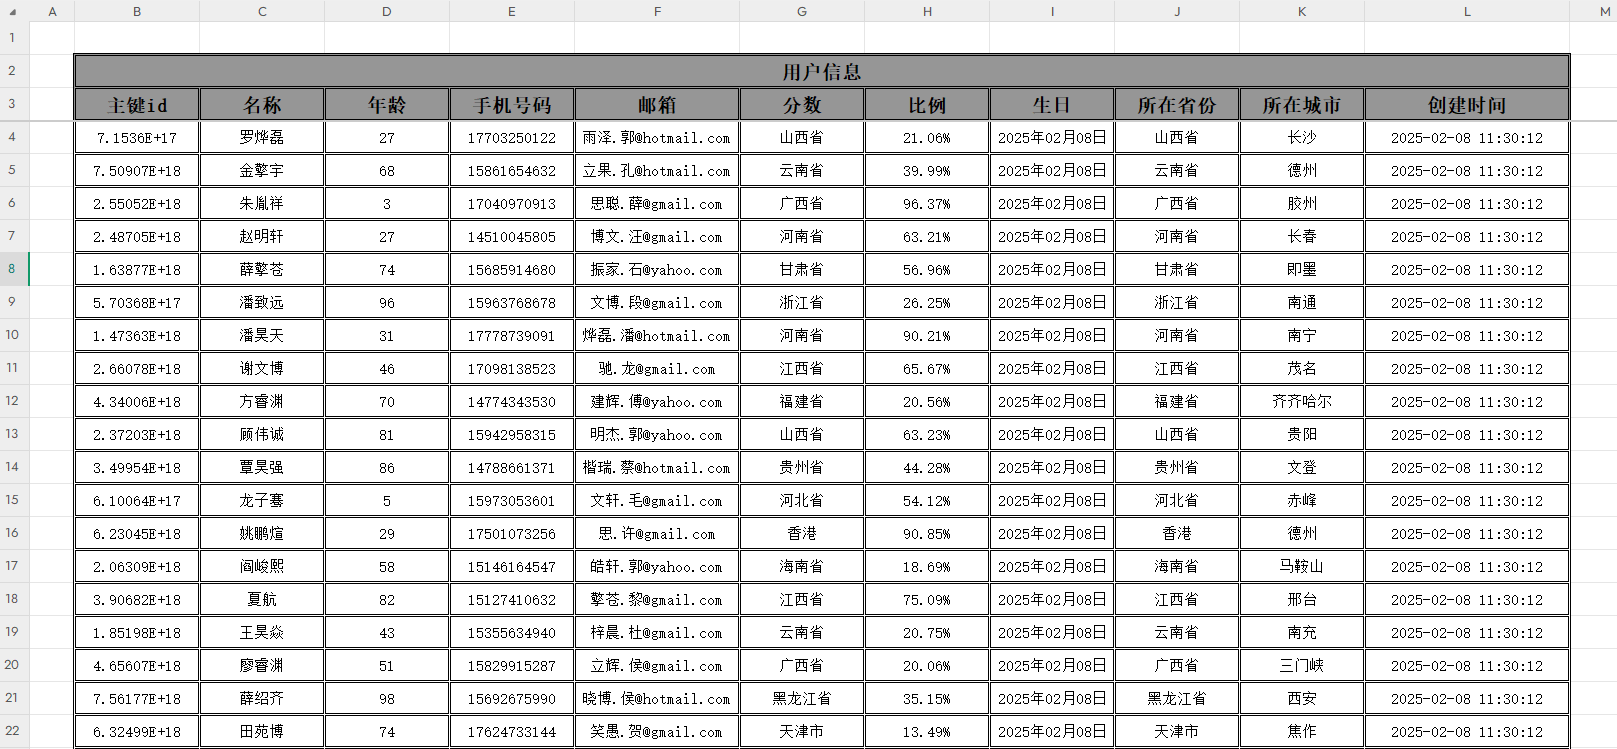 A B C D E F G H I J K L M
1
2 用户信息
3 主键id 名称 年龄 手机号码 邮箱 分数 比例 生日 所在省份 所在城市 创建时间
4 7.1536E+17 罗烨磊 27 17703250122 雨泽.郭@hotmail.com 山西省 21.06% 2025年02月08日 山西省 长沙 2025-02-08 11:30:12
5 7.50907E+18 金擎宇 68 15861654632 立果.孔@hotmail.com 云南省 39.99% 2025年02月08日 云南省 德州 2025-02-08 11:30:12
6 2.55052E+18 朱胤祥 3 17040970913 思聪.薛@gmail.com 广西省 96.37% 2025年02月08日 广西省 胶州 2025-02-08 11:30:12
7 2.48705E+18 赵明轩 27 14510045805 博文.汪@gmail.com 河南省 63.21% 2025年02月08日 河南省 长春 2025-02-08 11:30:12
8 1.63877E+18 薛擎苍 74 15685914680 振家.石@yahoo.com 甘肃省 56.96% 2025年02月08日 甘肃省 即墨 2025-02-08 11:30:12
9 5.70368E+17 潘致远 96 15963768678 文博.段@gmail.com 浙江省 26.25% 2025年02月08日 浙江省 南通 2025-02-08 11:30:12
10 1.47363E+18 潘昊天 31 17778739091 烨磊.潘@hotmail.com 河南省 90.21% 2025年02月08日 河南省 南宁 2025-02-08 11:30:12
11 2.66078E+18 谢文博 46 17098138523 驰.龙@gmail.com 江西省 65.67% 2025年02月08日 江西省 茂名 2025-02-08 11:30:12
12 4.34006E+18 方睿渊 70 14774343530 建辉.傅@yahoo.com 福建省 20.56% 2025年02月08日 福建省 齐齐哈尔 2025-02-08 11:30:12
13 2.37203E+18 顾伟诚 81 15942958315 明杰.郭@yahoo.com 山西省 63.23% 2025年02月08日 山西省 贵阳 2025-02-08 11:30:12
14 3.49954E+18 覃昊强 86 14788661371 楷瑞.蔡@hotmail.com 贵州省 44.28% 2025年02月08日 贵州省 文登 2025-02-08 11:30:12
15 6.10064E+17 龙子骞 5 15973053601 文轩.毛@gmail.com 河北省 54.12% 2025年02月08日 河北省 赤峰 2025-02-08 11:30:12
16 6.23045E+18 姚鹏煊 29 17501073256 思.许@gmail.com 香港 90.85% 2025年02月08日 香港 德州 2025-02-08 11:30:12
17 2.06309E+18 阎峻熙 58 15146164547 皓轩.郭@yahoo.com 海南省 18.69% 2025年02月08日 海南省 马鞍山 2025-02-08 11:30:12
18 3.90682E+18 夏航 82 15127410632 擎苍.黎@gmail.com 江西省 75.09% 2025年02月08日 江西省 邢台 2025-02-08 11:30:12
19 1.85198E+18 王昊焱 43 15355634940 梓晨.杜@gmail.com 云南省 20.75% 2025年02月08日 云南省 南充 2025-02-08 11:30:12
20 4.65607E+18 廖睿渊 51 15829915287 立辉.侯@gmail.com 广西省 20.06% 2025年02月08日 广西省 三门峡 2025-02-08 11:30:12
21 7.56177E+18 薛绍齐 98 15692675990 晓博.侯@hotmail.com 黑龙江省 35.15% 2025年02月08日 黑龙江省 西安 2025-02-08 11:30:12
22 6.32499E+18 田苑博 74 17624733144 笑愚.贺@gmail.com 天津市 13.49% 2025年02月08日 天津市 焦作 2025-02-08 11:30:12